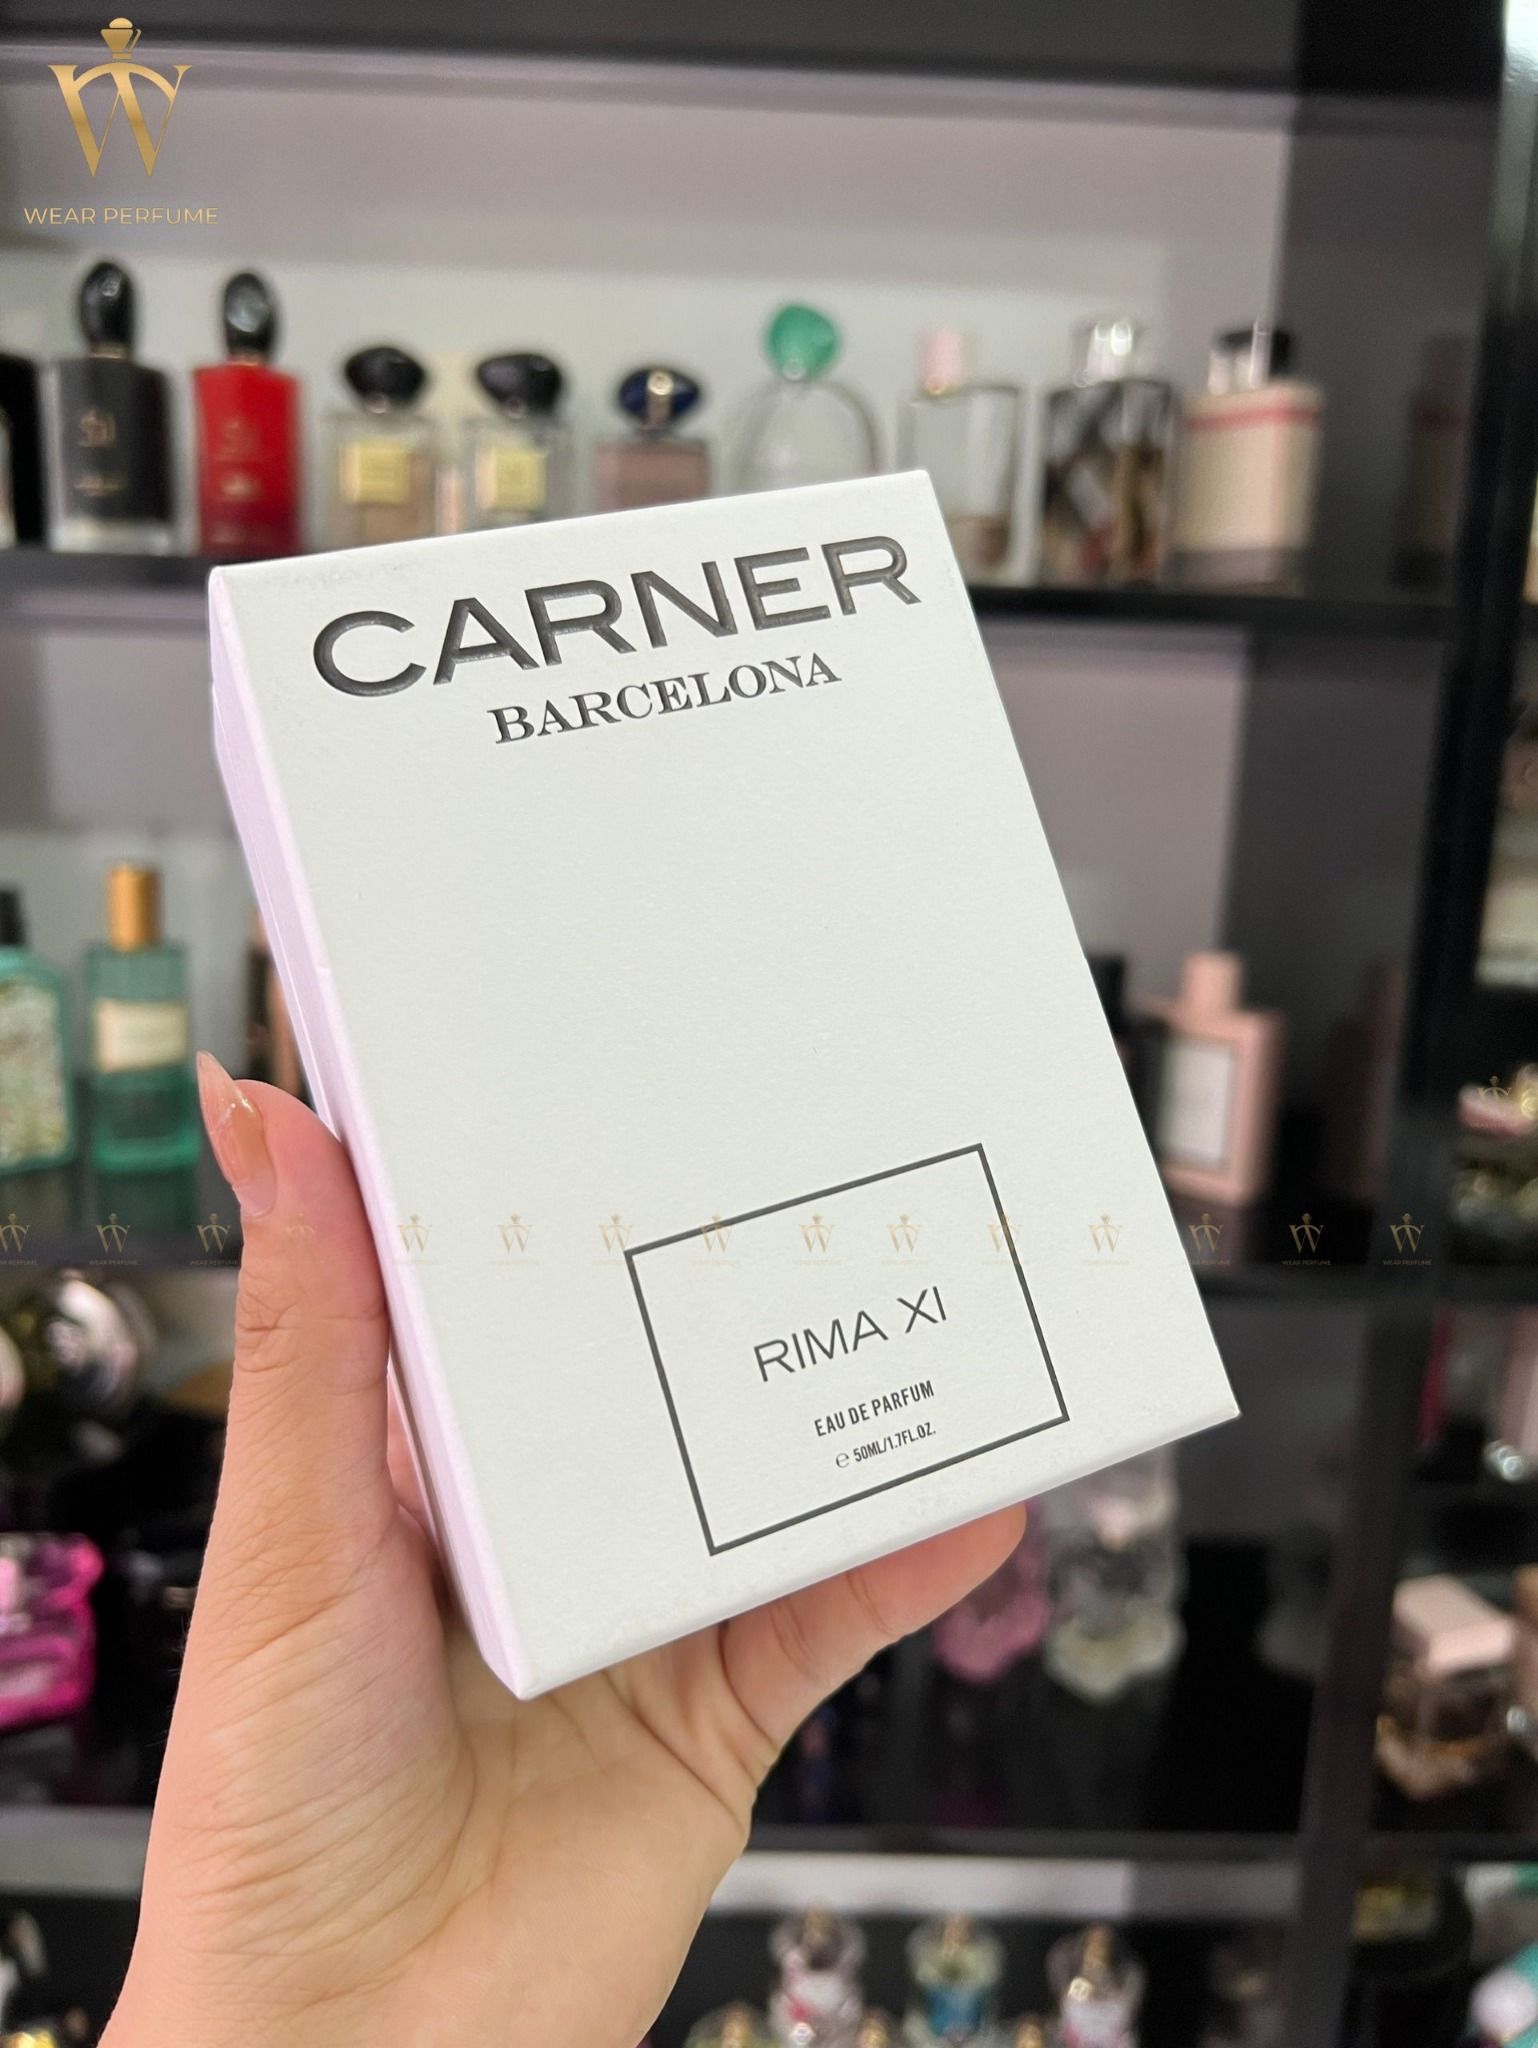 WEAR PERFUME
CARNER
BARCELONA
RIMA XI
EAU DE PARFUM
℮ 50ML/1.7FL.OZ.